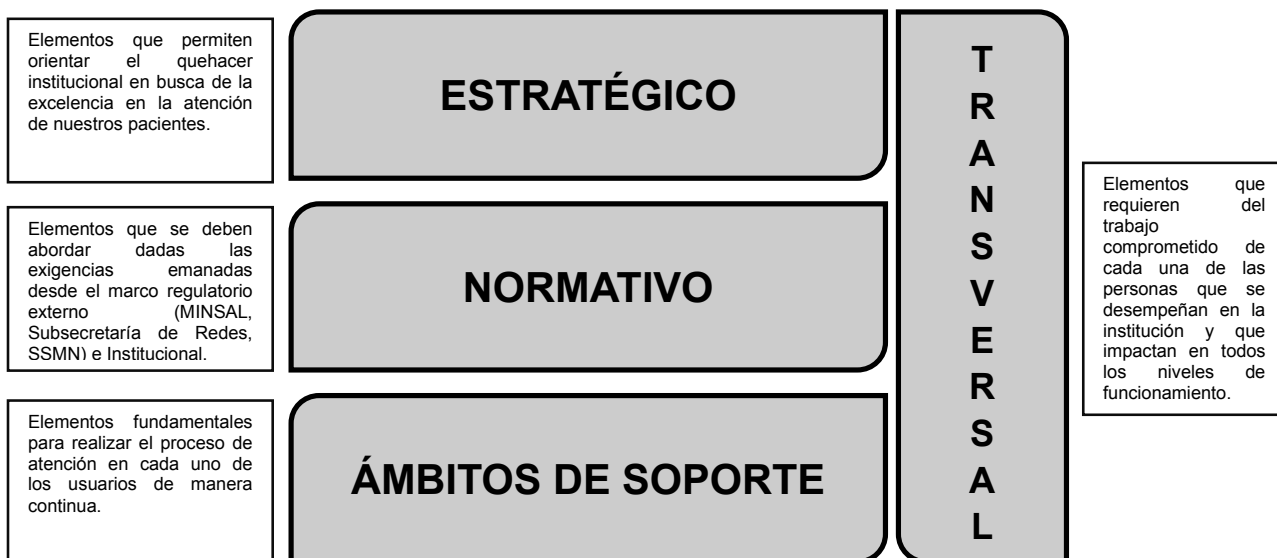 Elementos que permiten
orientar el quehacer
institucional en busca de la
excelencia en la atención
de nuestros pacientes.
ESTRATÉGICO
Elementos que se deben
abordar dadas las
exigencias emanadas
desde el marco regulatorio
externo (MINSAL,
Subsecretaría de Redes,
SSMN) e Institucional.
NORMATIVO
Elementos fundamentales
para realizar el proceso de
atención en cada uno de
los usuarios de manera
continua.
ÁMBITOS DE SOPORTE
T
R
A
N
S
V
E
R
S
A
L
Elementos que
requieren del
trabajo
comprometido de
cada una de las
personas que se
desempeñan en la
institución y que
impactan en todos
los niveles de
funcionamiento.